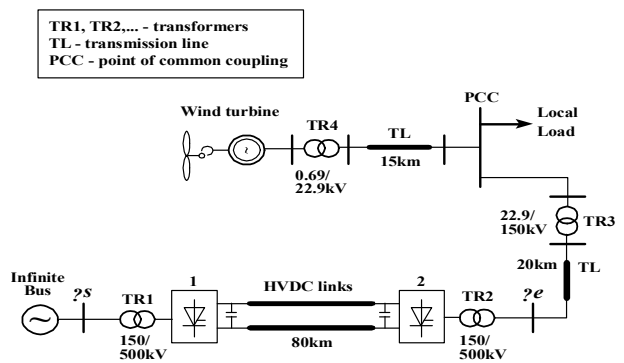 TR1, TR2,... - transformers
TL - transmission line
PCC - point of common coupling
PCC
Wind turbine
TR4
TL
Local
Load
~
0.69/
22.9kV
15km
22.9/
150kV
TR3
20km
TL
Infinite
Bus
?s
TR1
1
HVDC links
2
TR2
?e
~
150/
500kV
80km
150/
500kV